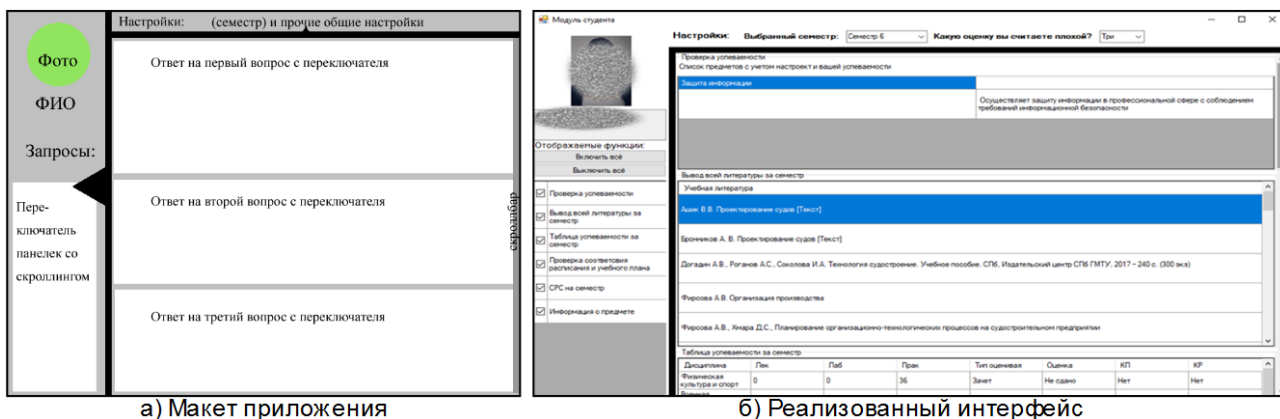 Настройки: (семестр) и прочие общие настройки
Фото
ФИО
Запросы:
Пере-
ключатель
панелек со
скроллингом
Ответ на первый вопрос с переключателя
Ответ на второй вопрос с переключателя
Ответ на третий вопрос с переключателя
скроллбар
а) Макет приложения
Модуль студента
Настройки: Выбранный семестр: Семестр 6 Какую оценку вы считаете плохой? Три
Отображаемые функции:
Включить всё
Выключить всё
Проверка успеваемости
Вывод всей литературы за
семестр
Таблица успеваемости за
семестр
Проверка соответсвия
расписания и учебного плана
СРС на семестр
Информация о предмете
Проверка успеваемости
Список предметов с учетом настроект и вашей успеваемости
Защита информации
Осуществляет защиту информации в профессиональной сфере с соблюдением
требований информационной безопасности
Вывод всей литературы за семестр
Учебная литература
Ашик В.В. Проектирование судов [Текст]
Бронников А. В. Проектирование судов [Текст]
Догадин А.В., Роганов А.С., Соколова И.А. Технология судостроение. Учебное пособие. СПб, Издательский центр СПб ГМТУ, 2017 – 240 с. (300 экз)
Фирсова А.В. Организация производства
Фирсова А.В., Хмара Д.С., Планирование организационно-технологических процессов на судостроительном предприятии
Таблица успеваемости за семестр
Дисциплина Лек Лаб Прак Тип оценивая Оценка КП КР
Физическая
культура и спорт 0 0 36 Зачет Не сдано Нет Нет
б) Реализованный интерфейс